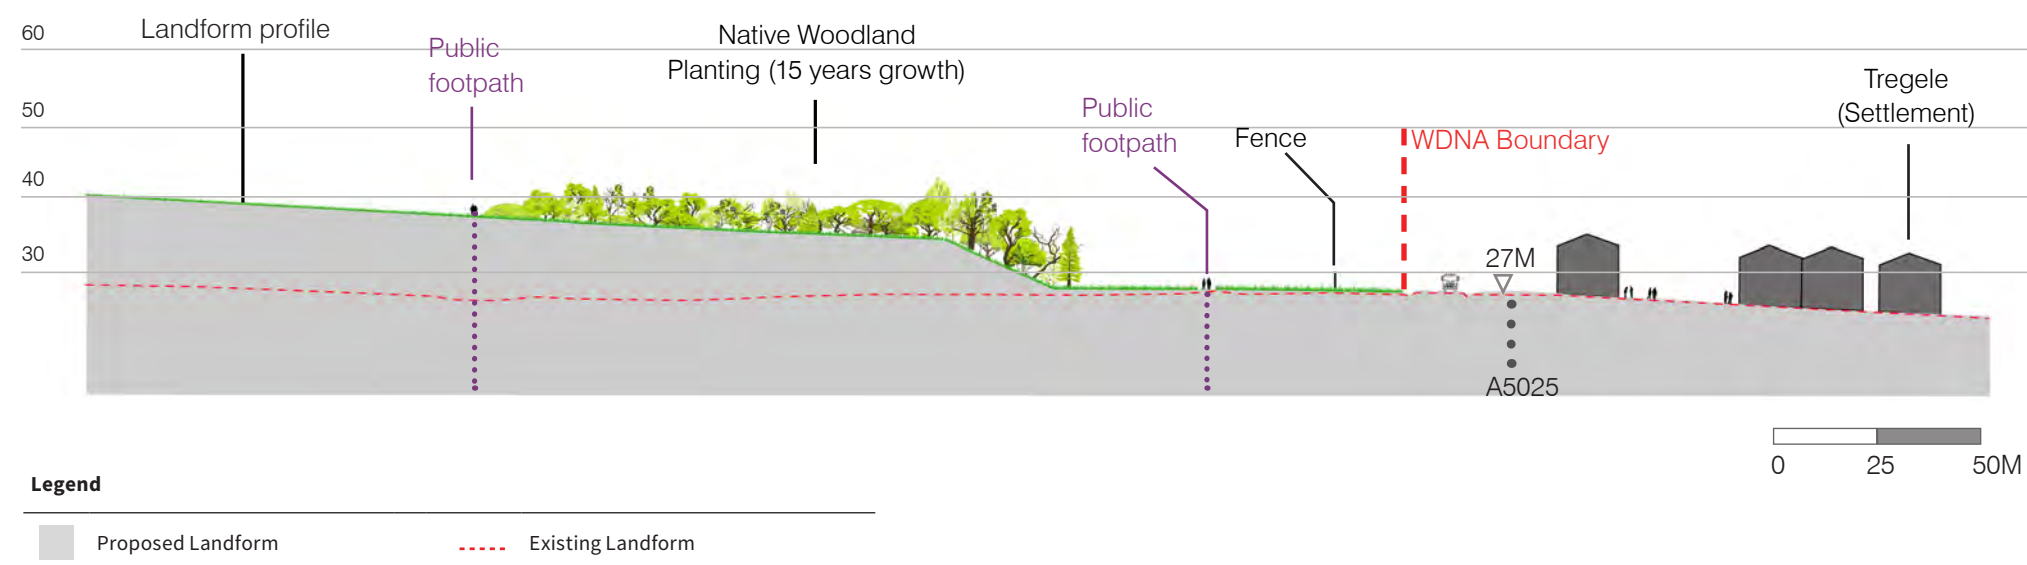 60
50
40
30
Landform profile
Public
footpath
Native Woodland
Planting (15 years growth)
Public
footpath
Fence
WDNA Boundary
27M
A5025
Tregele
(Settlement)
0 25 50M
Legend
Proposed Landform
Existing Landform